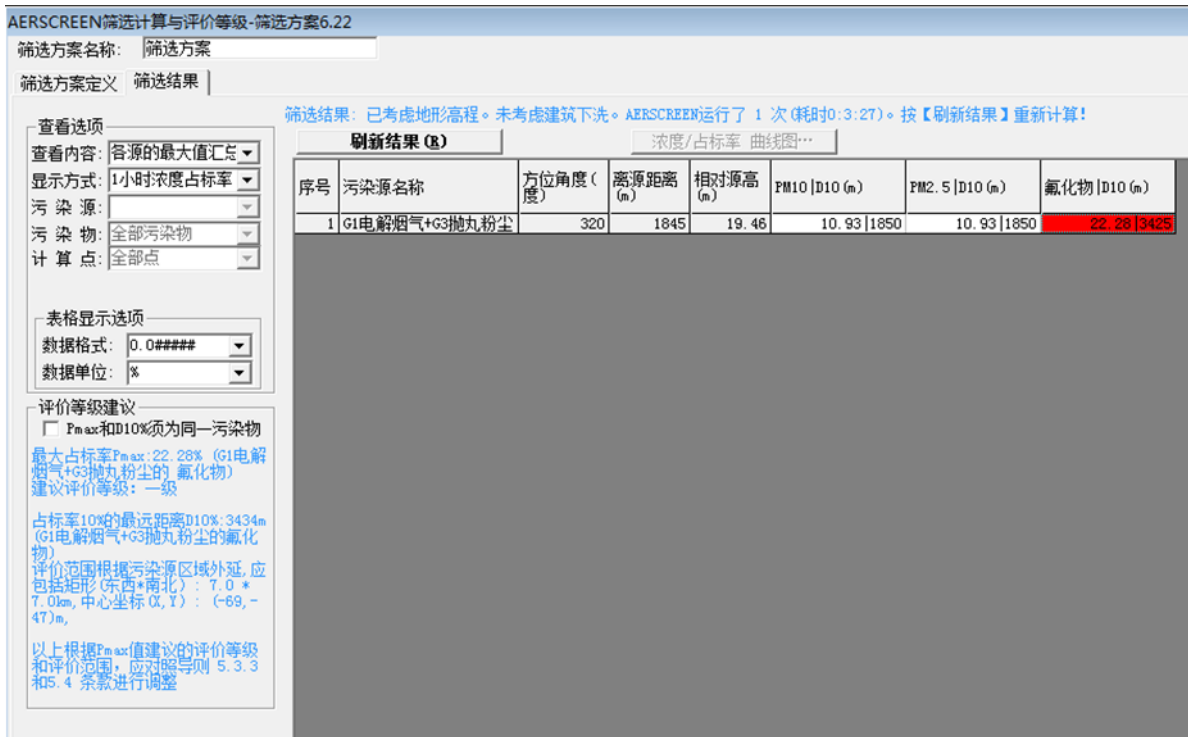 AERSCREEN筛选计算与评价等级-筛选方案6.22
筛选方案名称: 筛选方案
筛选方案定义 筛选结果
查看选项
查看内容: 各源的最大值汇总
显示方式: 1小时浓度占标率
污 染 源:
污 染 物: 全部污染物
计 算 点: 全部点
表格显示选项
数据格式: 0.0#####
数据单位: %
评价等级建议
Pmax和D10%须为同一污染物
最大占标率Pmax:22.28% (G1电解
烟气+G3抛丸粉尘的 氟化物)
建议评价等级: 一级
占标率10%的最远距离D10%:3434m
(G1电解烟气+G3抛丸粉尘的氟化
物)
评价范围根据污染源区域外延,应
包括矩形(东西*南北): 7.0 *
7.0km,中心坐标(X,Y): (-69,-
47)m,
以上根据Pmax值建议的评价等级
和评价范围,应对照导则 5.3.3
和5.4 条款进行调整
筛选结果: 已考虑地形高程。未考虑建筑下洗。AERSCREEN运行了 1 次(耗时0:3:27)。按【刷新结果】重新计算!
刷新结果(R) 浓度/占标率 曲线图…
序号 污染源名称 方位角度(度) 离源距离(m) 相对源高(m) PM10|D10(m) PM2.5|D10(m) 氟化物|D10(m)
1 G1电解烟气+G3抛丸粉尘 320 1845 19.46 10.93|1850 10.93|1850 22.28|3425